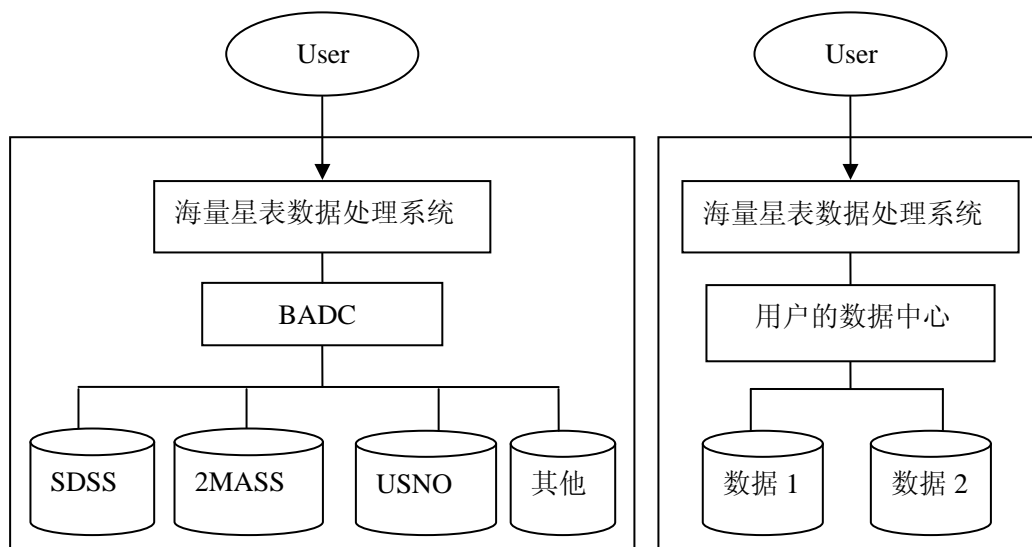 User
海量星表数据处理系统
BADC
SDSS
2MASS
USNO
其他
User
海量星表数据处理系统
用户的数据中心
数据 1
数据 2